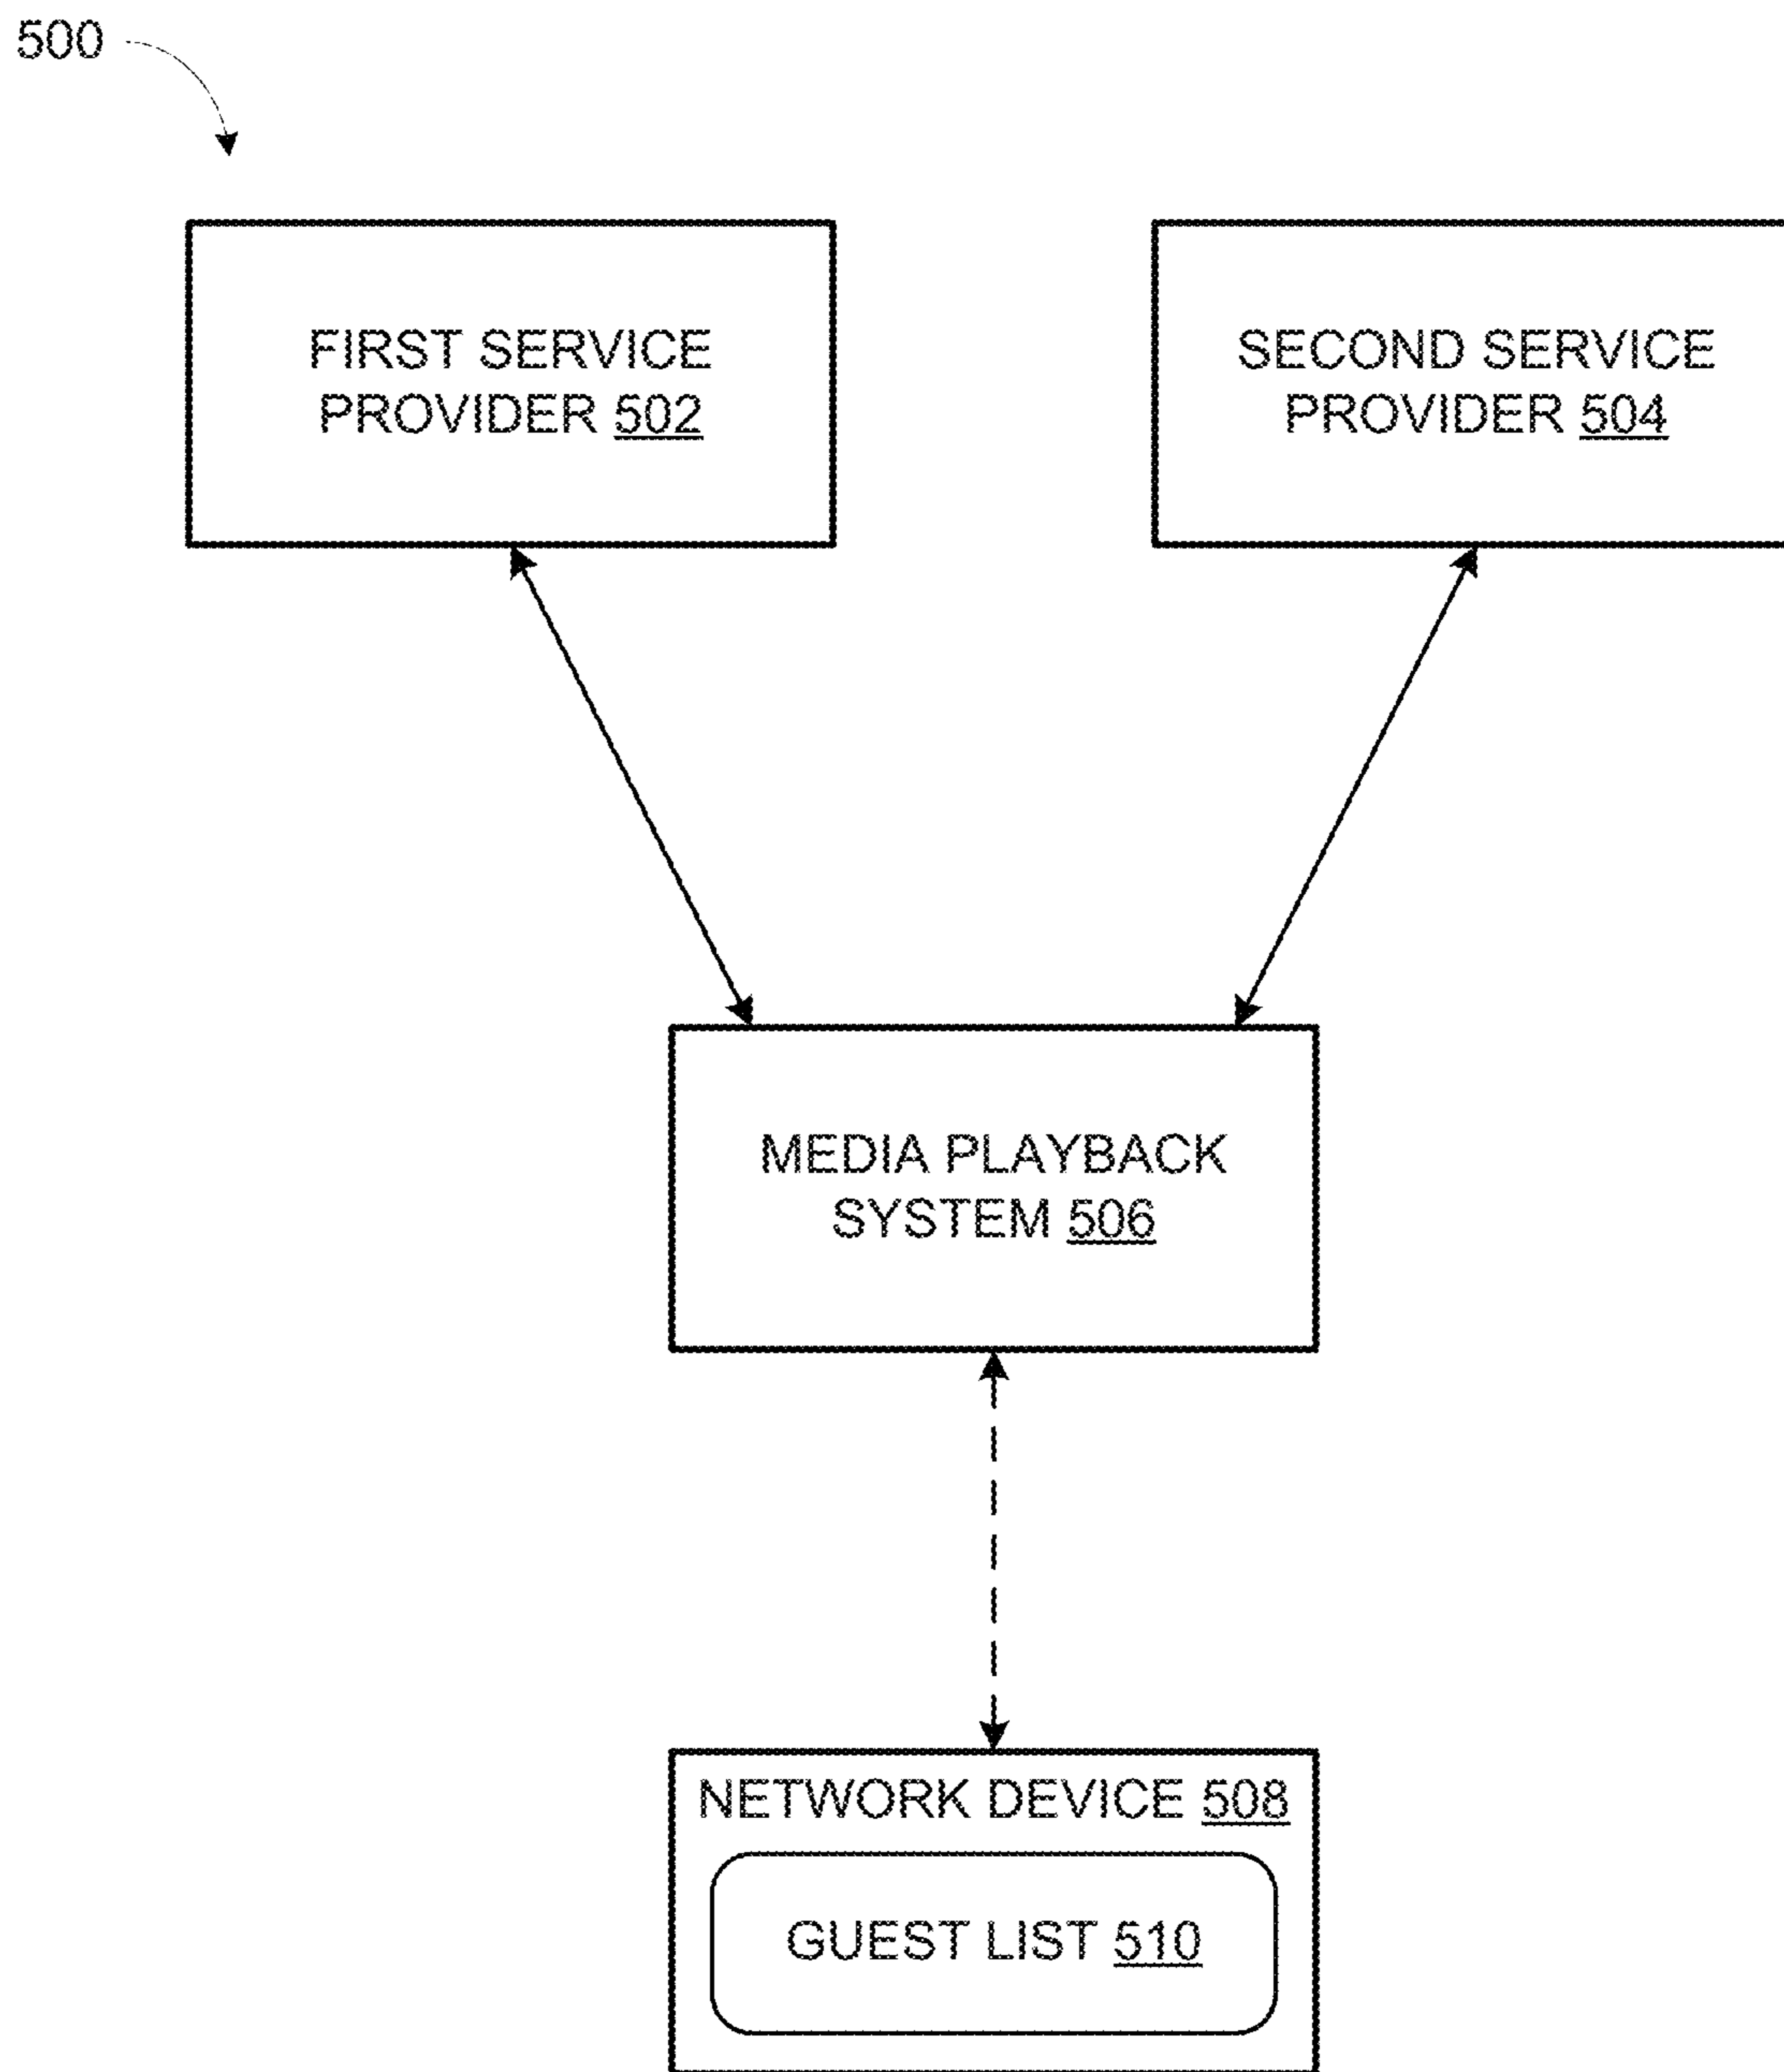 500
FIRST SERVICE
PROVIDER 502
SECOND SERVICE
PROVIDER 504
MEDIA PLAYBACK
SYSTEM 506
NETWORK DEVICE 508
GUEST LIST 510